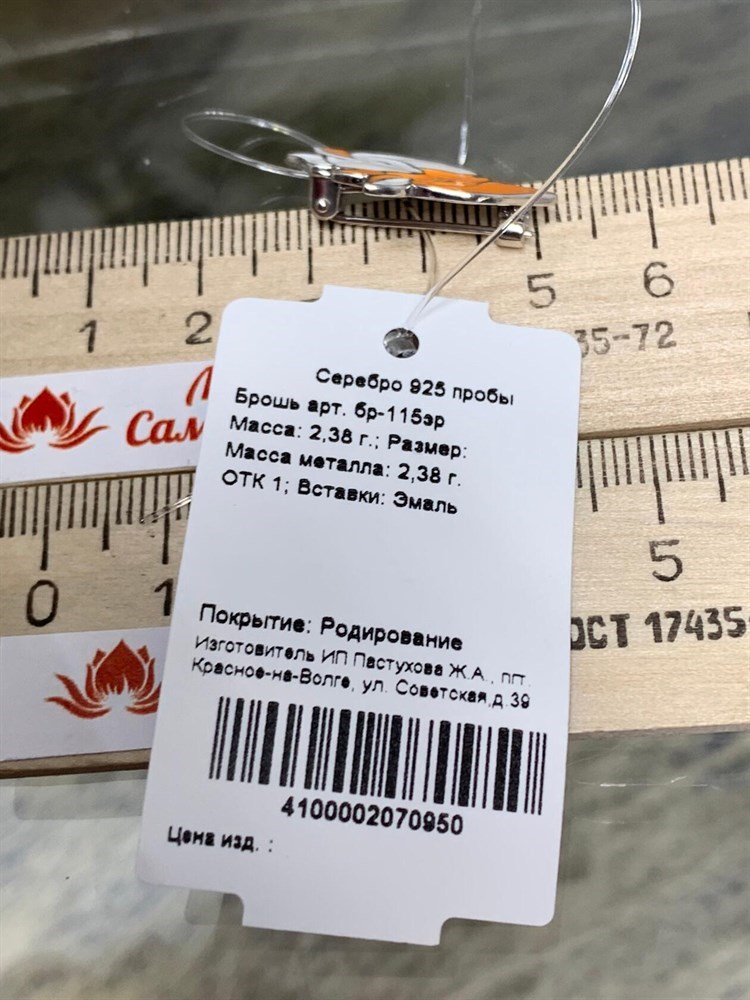 5
6
1
2
35-72
Сам
Серебро 925 пробы
Брошь арт. бр-115эр
Масса: 2,38 г.; Размер:
Масса металла: 2,38 г.
ОТК 1; Вставки: Эмаль
5
0
1
ОСТ 17435-
Покрытие: Родирование
Изготовитель ИП Пастухова Ж.А., пгт.
Красное-на-Волге, ул. Советская,д.39
4100002070950
Цена изд. :